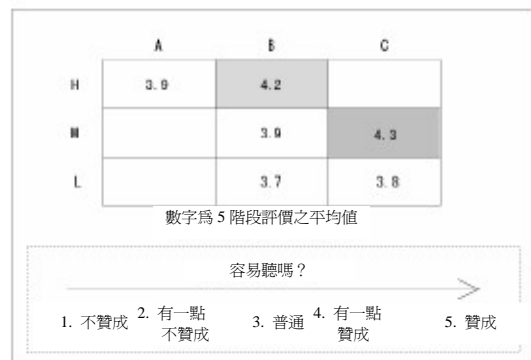 A B C
H 3.9 4.2
M 3.9 4.3
L 3.7 3.8
數字爲 5 階段評價之平均值
容易聽嗎？
1. 不贊成 2. 有一點不贊成 3. 普通 4. 有一點贊成 5. 贊成